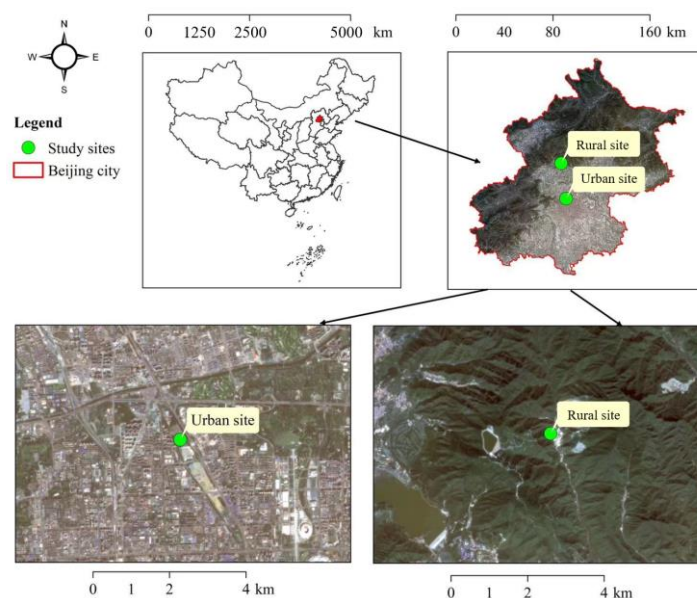 0 1250 2500 5000 km
0 40 80 160 km
N
W E
S
Legend
Study sites
Beijing city
Rural site
Urban site
Urban site
Rural site
0 1 2 4 km
0 1 2 4 km